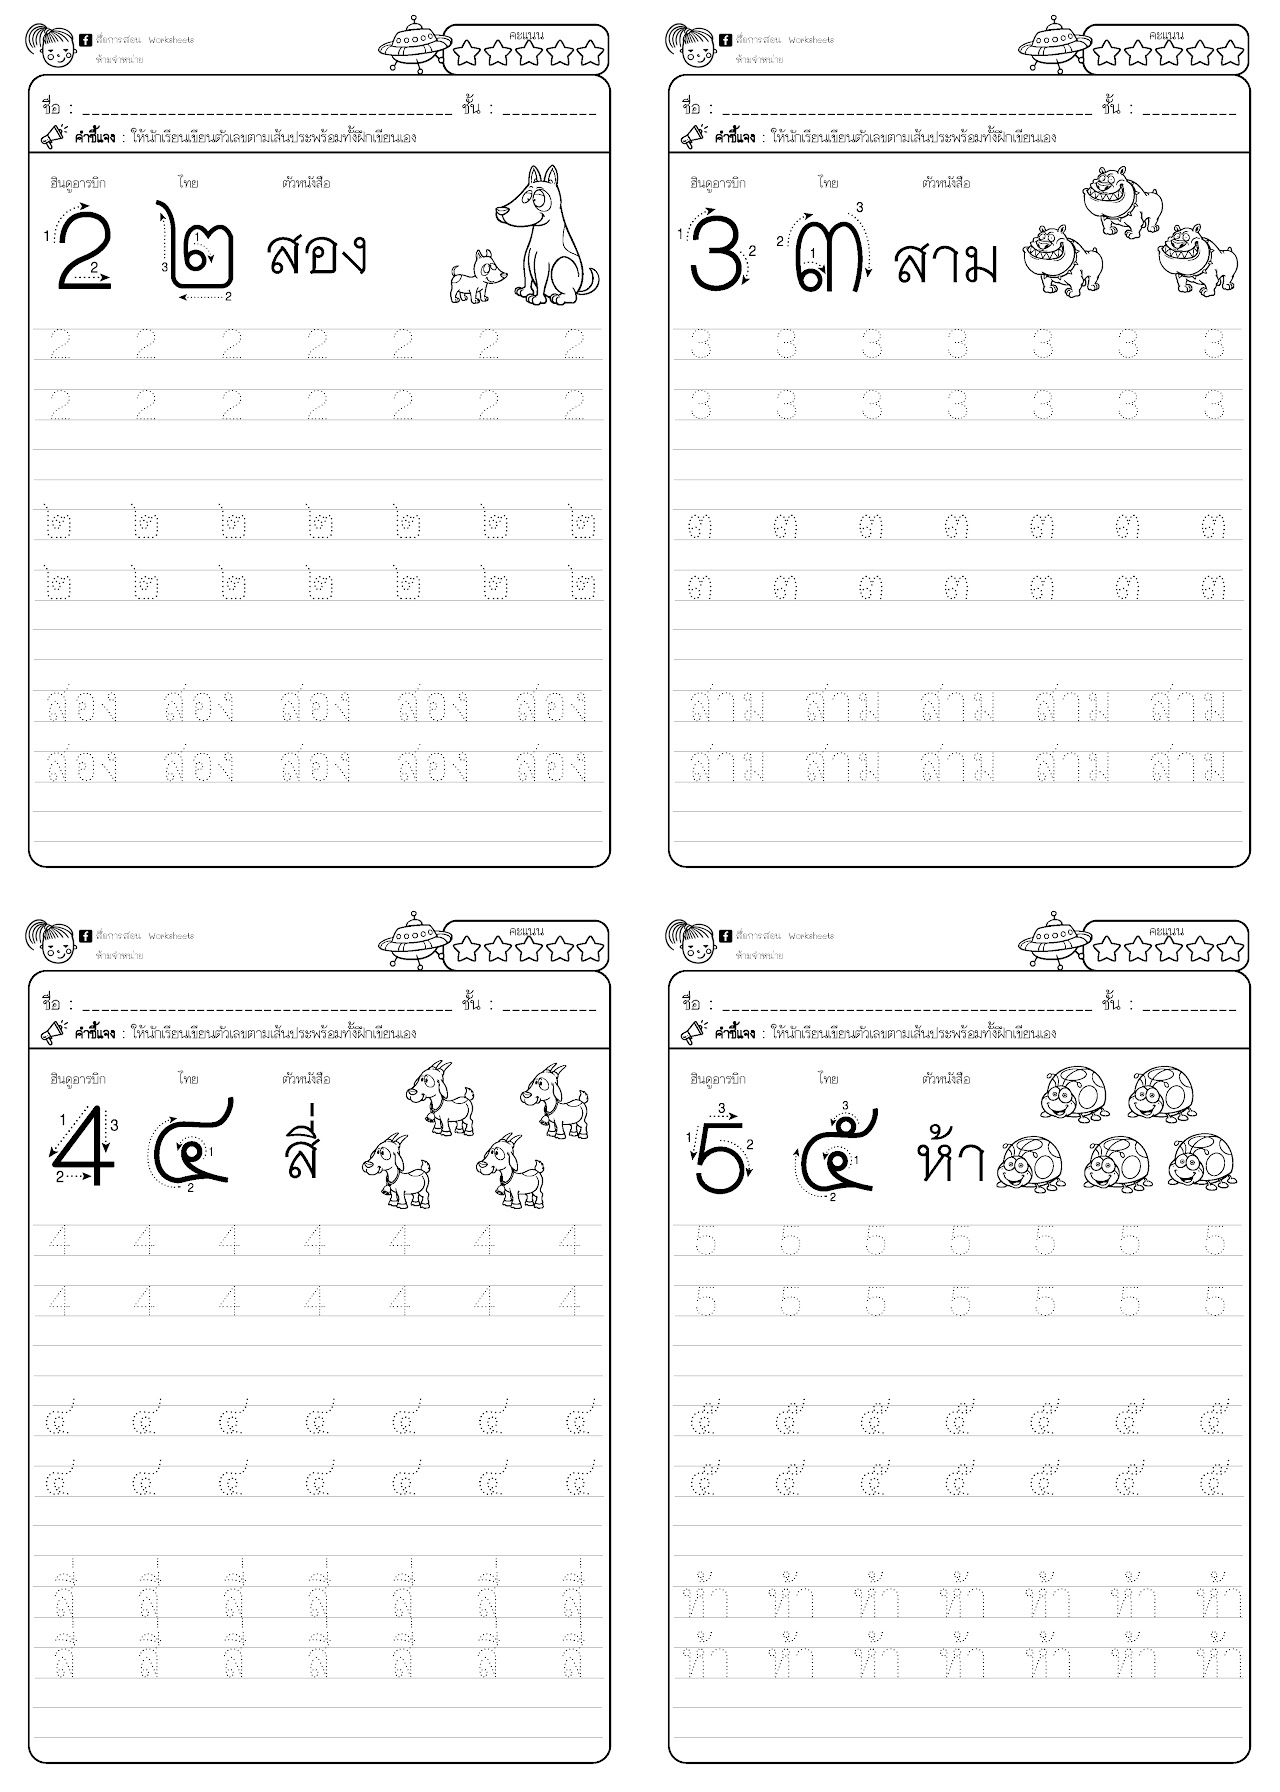 สื่อการสอน Worksheets
ห้ามจำหน่าย
คะแนน
ชื่อ : ชั้น :
คำชี้แจง : ให้นักเรียนเขียนตัวเลขตามเส้นประพร้อมทั้งฝึกเขียนเอง
ฮินดูอารบิก ไทย ตัวหนังสือ
2 ๒ สอง
1 2 1 2 3
2 2 2 2 2 2 2
2 2 2 2 2 2 2
๒ ๒ ๒ ๒ ๒ ๒ ๒
๒ ๒ ๒ ๒ ๒ ๒ ๒
สอง สอง สอง สอง สอง
สอง สอง สอง สอง สอง
สื่อการสอน Worksheets
ห้ามจำหน่าย
คะแนน
ชื่อ : ชั้น :
คำชี้แจง : ให้นักเรียนเขียนตัวเลขตามเส้นประพร้อมทั้งฝึกเขียนเอง
ฮินดูอารบิก ไทย ตัวหนังสือ
3 ๓ สาม
1 2 1 2 3
3 3 3 3 3 3 3
3 3 3 3 3 3 3
๓ ๓ ๓ ๓ ๓ ๓ ๓
๓ ๓ ๓ ๓ ๓ ๓ ๓
สาม สาม สาม สาม สาม
สาม สาม สาม สาม สาม
สื่อการสอน Worksheets
ห้ามจำหน่าย
คะแนน
ชื่อ : ชั้น :
คำชี้แจง : ให้นักเรียนเขียนตัวเลขตามเส้นประพร้อมทั้งฝึกเขียนเอง
ฮินดูอารบิก ไทย ตัวหนังสือ
4 ๔ สี่
1 2 3 1 2
4 4 4 4 4 4 4
4 4 4 4 4 4 4
๔ ๔ ๔ ๔ ๔ ๔ ๔
๔ ๔ ๔ ๔ ๔ ๔ ๔
สี่ สี่ สี่ สี่ สี่ สี่ สี่
สี่ สี่ สี่ สี่ สี่ สี่ สี่
สื่อการสอน Worksheets
ห้ามจำหน่าย
คะแนน
ชื่อ : ชั้น :
คำชี้แจง : ให้นักเรียนเขียนตัวเลขตามเส้นประพร้อมทั้งฝึกเขียนเอง
ฮินดูอารบิก ไทย ตัวหนังสือ
5 ๕ ห้า
1 2 3 1 2 3
5 5 5 5 5 5 5
5 5 5 5 5 5 5
๕ ๕ ๕ ๕ ๕ ๕ ๕
๕ ๕ ๕ ๕ ๕ ๕ ๕
ห้า ห้า ห้า ห้า ห้า ห้า ห้า
ห้า ห้า ห้า ห้า ห้า ห้า ห้า